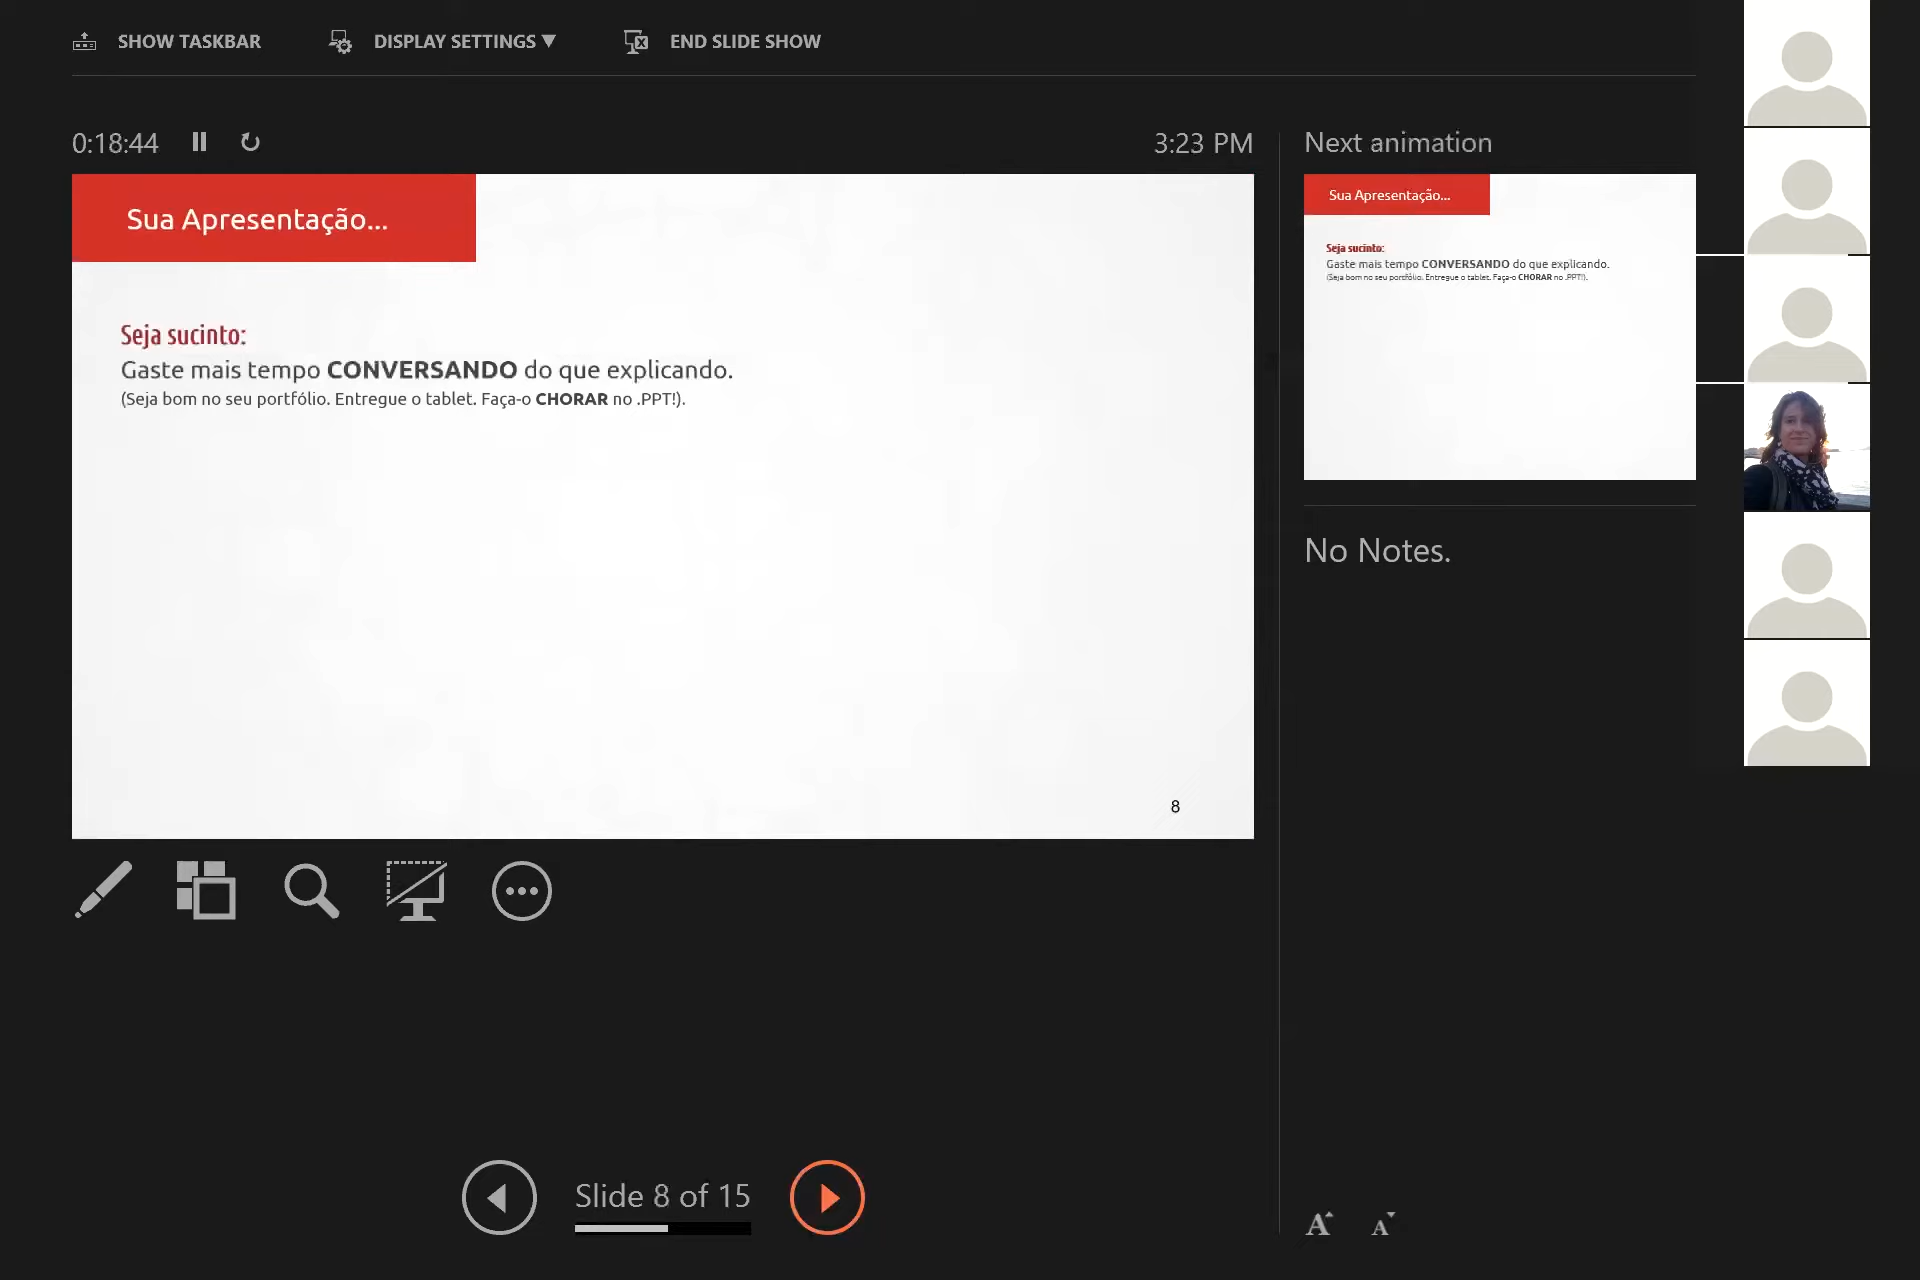 SHOW TASKBAR
DISPLAY SETTINGS ▼
END SLIDE SHOW
0:18:44
3:23 PM
Sua Apresentação...
Seja sucinto:
Gaste mais tempo CONVERSANDO do que explicando.
(Seja bom no seu portfólio. Entregue o tablet. Faça-o CHORAR no .PPT!).
8
Next animation
Sua Apresentação...
Seja sucinto:
Gaste mais tempo CONVERSANDO do que explicando.
(Seja bom no seu portfólio. Entregue o tablet. Faça-o CHORAR no .PPT!).
No Notes.
Slide 8 of 15
A A